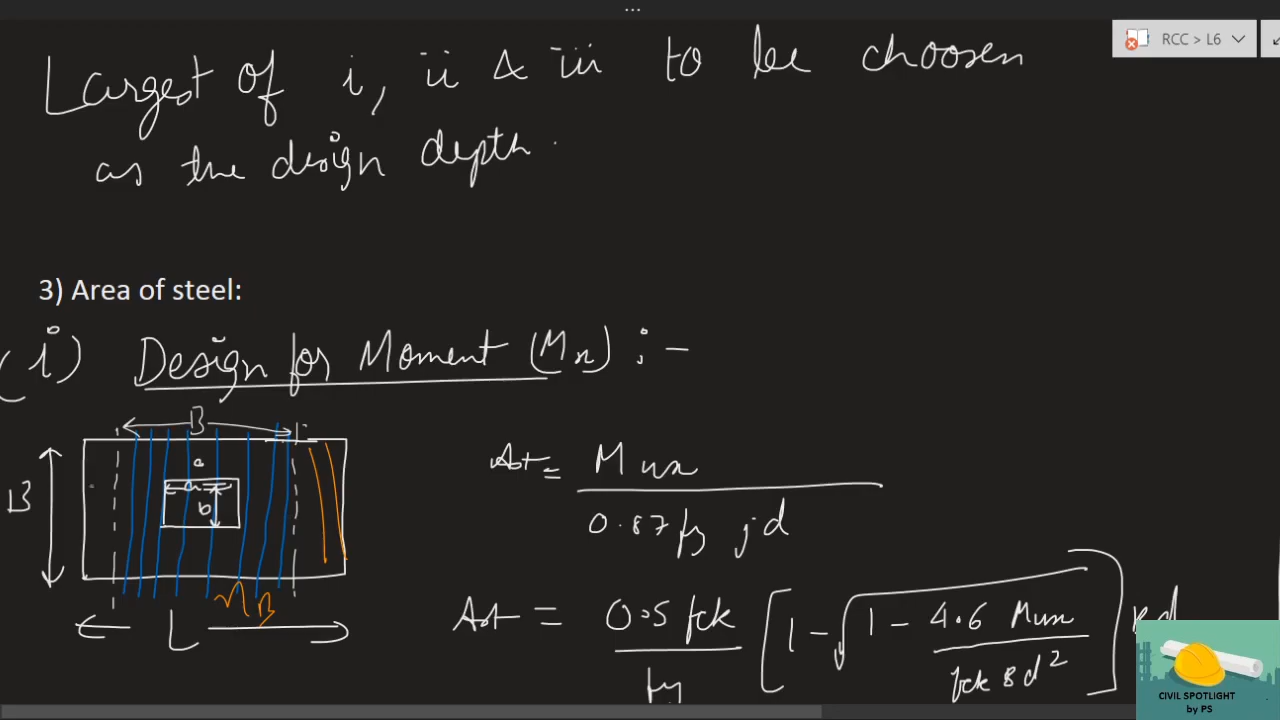 RCC > L6
Largest of i, ii & iii to be choosen
as the design depth.
3) Area of steel:
(i) Design for Moment (Mx) :-
B
B
a
a
b
ηB
L
Ast = Mux
0.87 fy jd
Ast = 0.5 fck [1 - √1 - 4.6 Mux
fy
fck B d²
] B d
CIVIL SPOTLIGHT
by PS